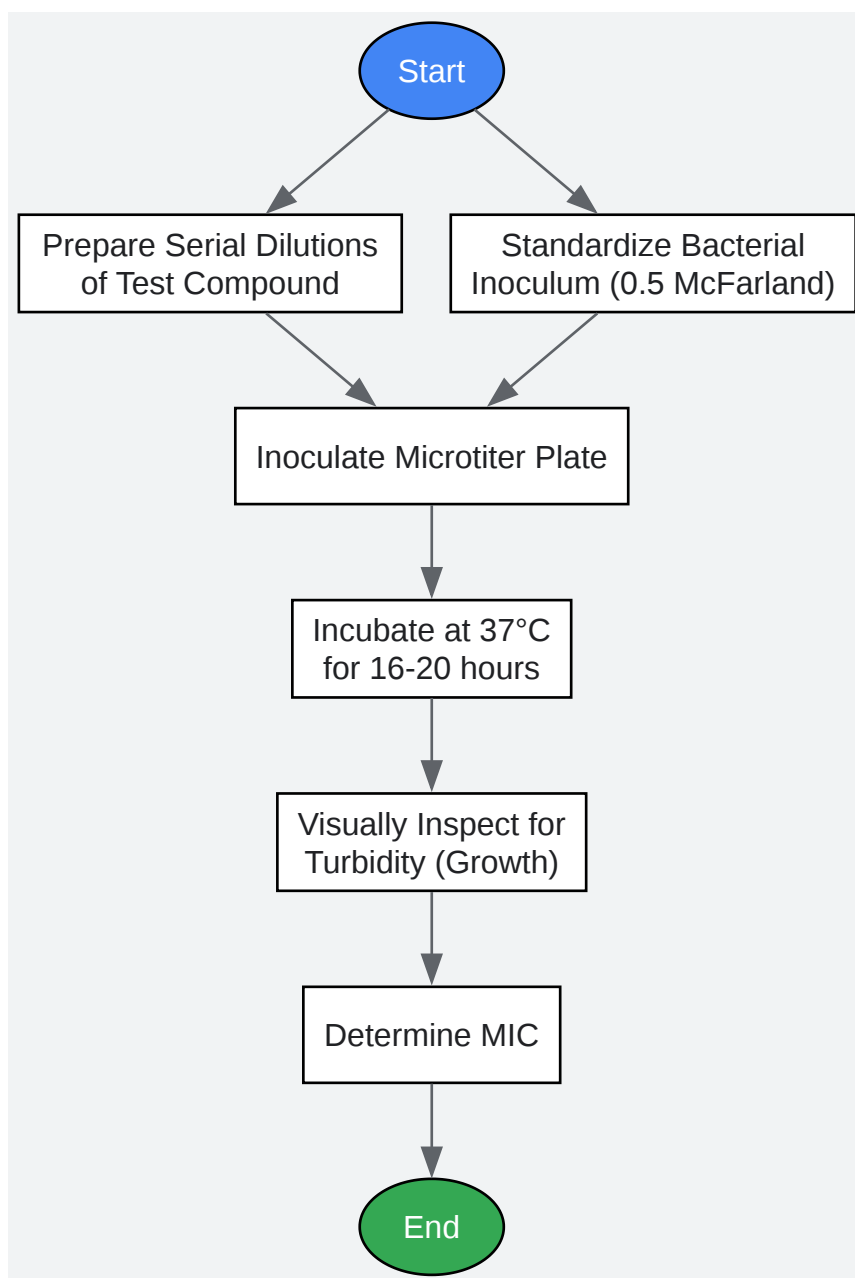 Start
Prepare Serial Dilutions
of Test Compound
Standardize Bacterial
Inoculum (0.5 McFarland)
Inoculate Microtiter Plate
Incubate at 37°C
for 16-20 hours
Visually Inspect for
Turbidity (Growth)
Determine MIC
End